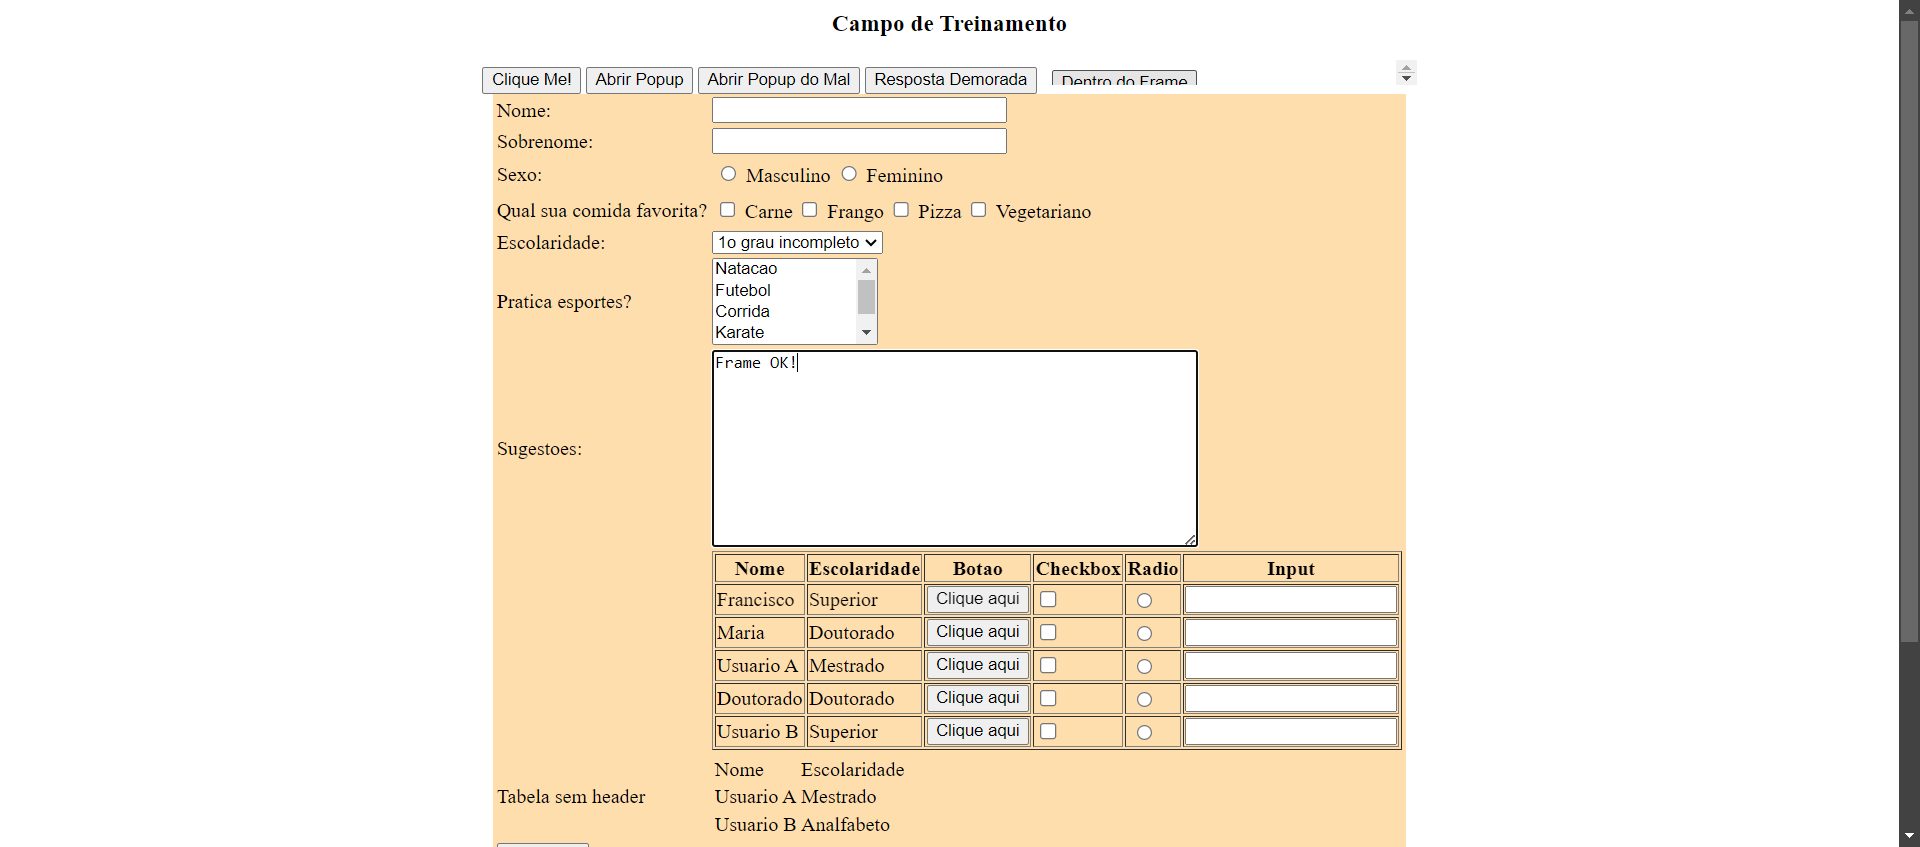 Campo de Treinamento
Clique Me! Abrir Popup Abrir Popup do Mal Resposta Demorada Dentro do Frame
Nome:
Sobrenome:
Sexo: Masculino Feminino
Qual sua comida favorita? Carne Frango Pizza Vegetariano
Escolaridade: 1o grau incompleto
Pratica esportes?
Natacao
Futebol
Corrida
Karate
Sugestoes:
Frame OK!
Nome Escolaridade Botao Checkbox Radio Input
Francisco Superior Clique aqui
Maria Doutorado Clique aqui
Usuario A Mestrado Clique aqui
Doutorado Doutorado Clique aqui
Usuario B Superior Clique aqui
Tabela sem header
Nome Escolaridade
Usuario A Mestrado
Usuario B Analfabeto